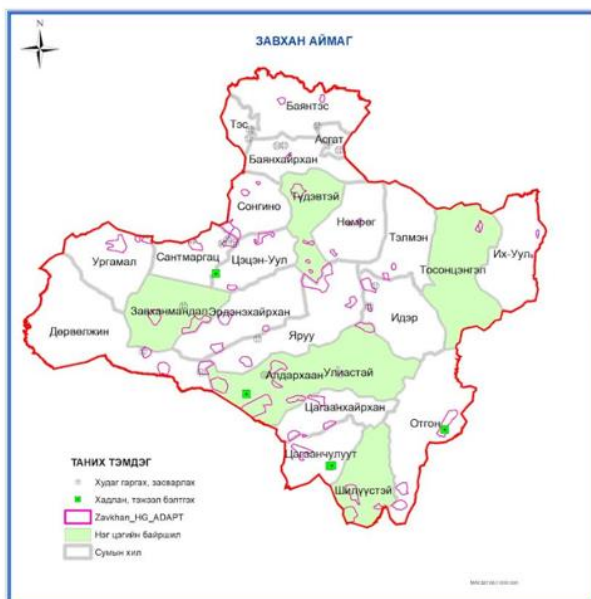 N
ЗАВХАН АЙМАГ
Баянтэс
Тэс
Асгат
Баянхайрхан
Түдэвтэй
Сонгино
Нөмрөг
Тэлмэн
Их-Уул
Ургамал
Сантмаргац
Цэцэн-Уул
Тосонцэнгэл
Завханмандал
Эрдэнэхайрхан
Идэр
Дөрвөлжин
Яруу
Алдархаан
Улиастай
Цагаанхайрхан
Отгон
Цагаанчулуут
Шилүүстэй
ТАНИХ ТЭМДЭГ
Худаг гаргах, засварлах
Хадлан, тэжээл бэлтгэх
Zavkhan_HG_ADAPT
Нэг цэгийн байршил
Сумын хил